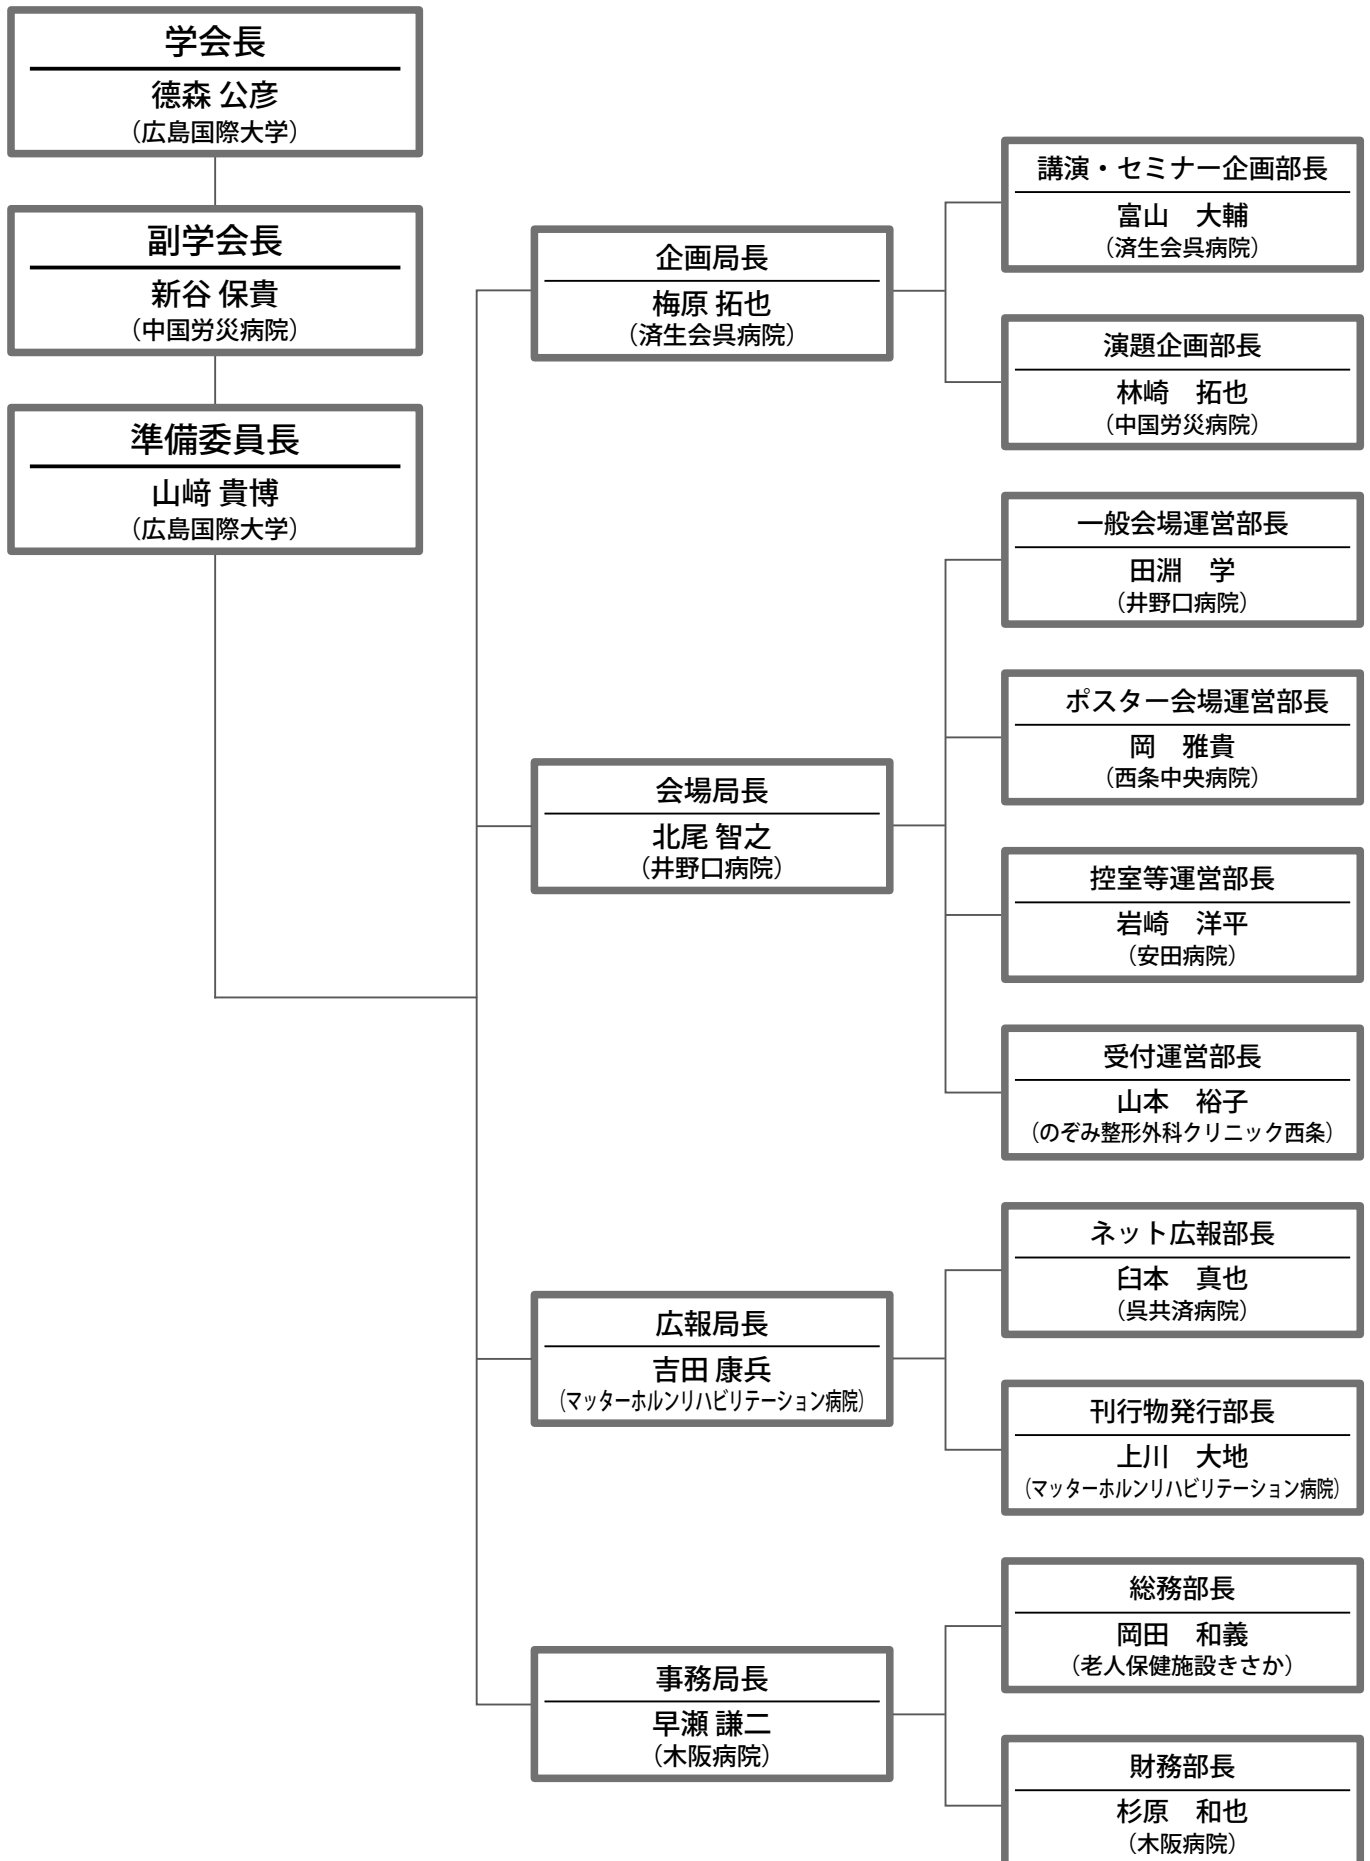 学会長
德森 公彦
（広島国際大学）
副学会長
新谷 保貴
（中国労災病院）
準備委員長
山﨑 貴博
（広島国際大学）
企画局長
梅原 拓也
（済生会呉病院）
講演・セミナー企画部長
富山　大輔
（済生会呉病院）
演題企画部長
林崎　拓也
（中国労災病院）
会場局長
北尾 智之
（井野口病院）
一般会場運営部長
田淵　学
（井野口病院）
ポスター会場運営部長
岡　雅貴
（西条中央病院）
控室等運営部長
岩崎　洋平
（安田病院）
受付運営部長
山本　裕子
（のぞみ整形外科クリニック西条）
広報局長
吉田 康兵
（マッターホルンリハビリテーション病院）
ネット広報部長
臼本　真也
（呉共済病院）
刊行物発行部長
上川　大地
（マッターホルンリハビリテーション病院）
事務局長
早瀬 謙二
（木阪病院）
総務部長
岡田　和義
（老人保健施設きさか）
財務部長
杉原　和也
（木阪病院）